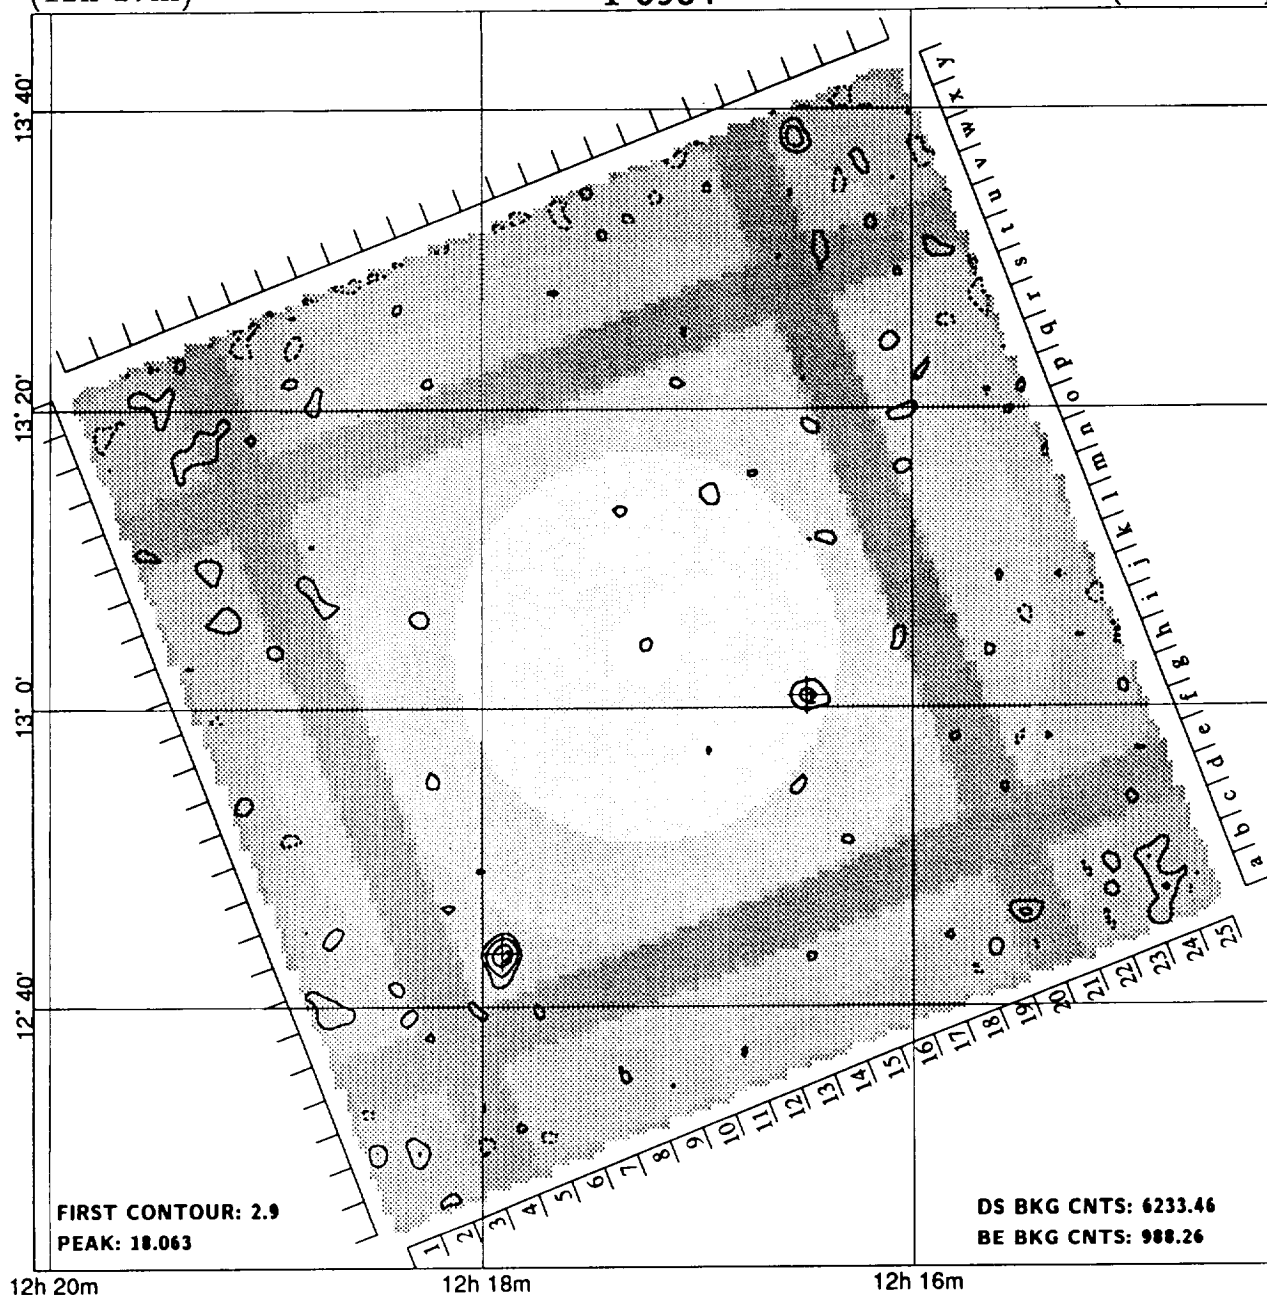 13° 40'
13° 20'
13° 0'
12° 40'
y
x
w
v
u
t
s
r
q
p
o
n
m
l
k
j
i
h
g
f
e
d
c
b
a
1
2
3
4
5
6
7
8
9
10
11
12
13
14
15
16
17
18
19
20
21
22
23
24
25
FIRST CONTOUR: 2.9
PEAK: 18.063
DS BKG CNTS: 6233.46
BE BKG CNTS: 988.26
12h 20m
12h 18m
12h 16m